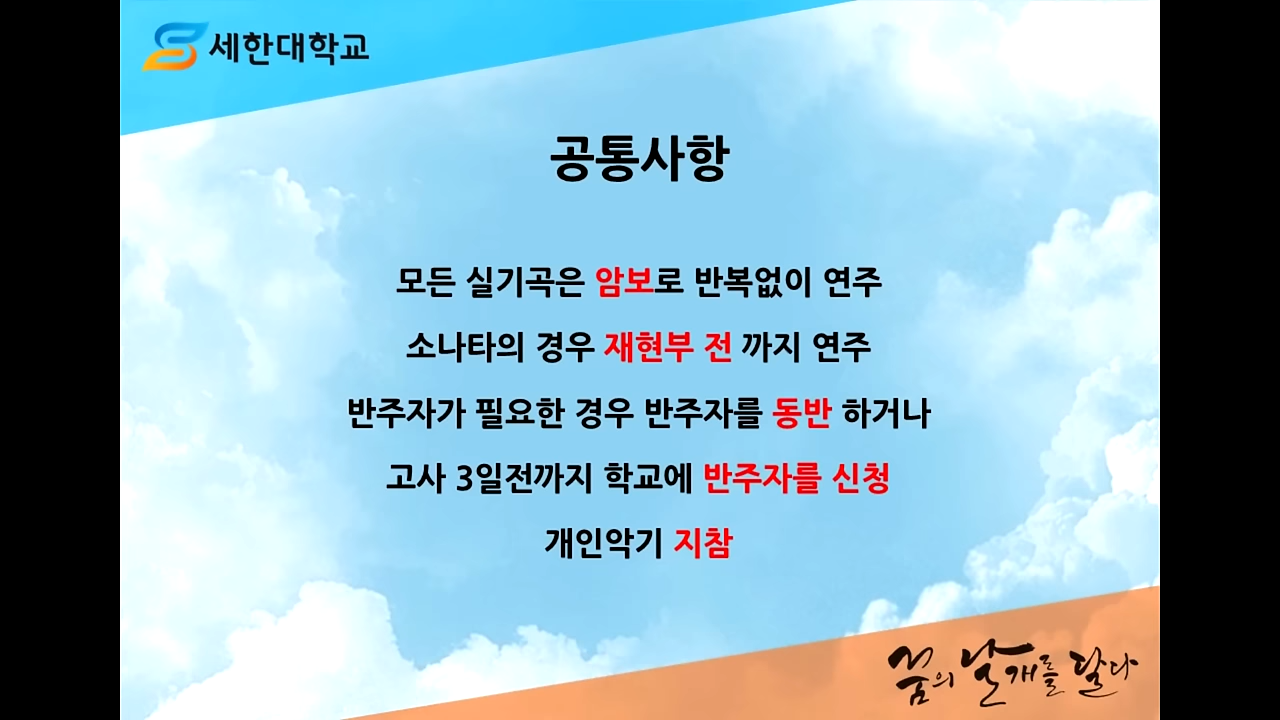 세한대학교
공통사항
모든 실기곡은 암보로 반복없이 연주
소나타의 경우 재현부 전 까지 연주
반주자가 필요한 경우 반주자를 동반 하거나
고사 3일전까지 학교에 반주자를 신청
개인악기 지참
꿈의 날개를 달다